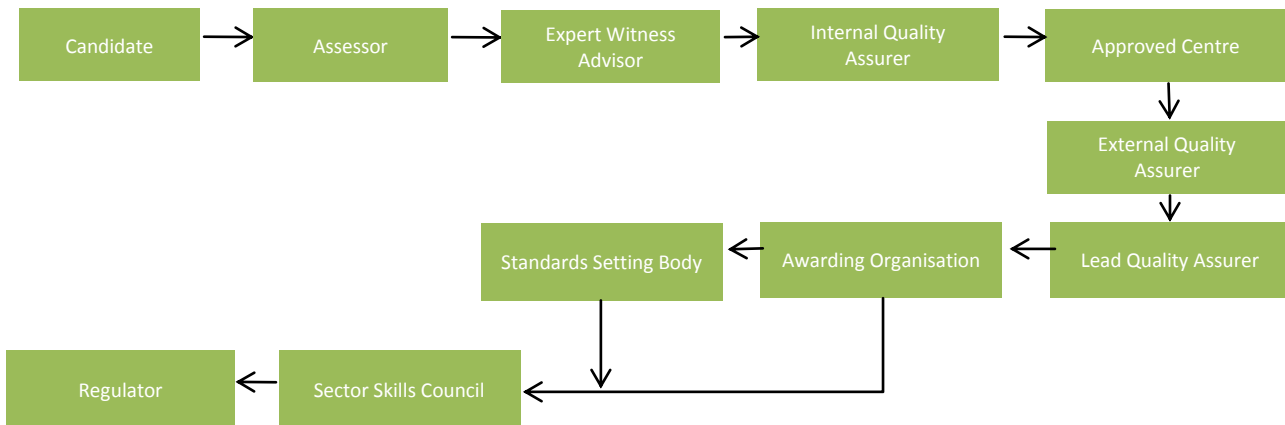 Candidate
Assessor
Expert Witness
Advisor
Internal Quality
Assurer
Approved Centre
External Quality
Assurer
Lead Quality Assurer
Awarding Organisation
Standards Setting Body
Sector Skills Council
Regulator